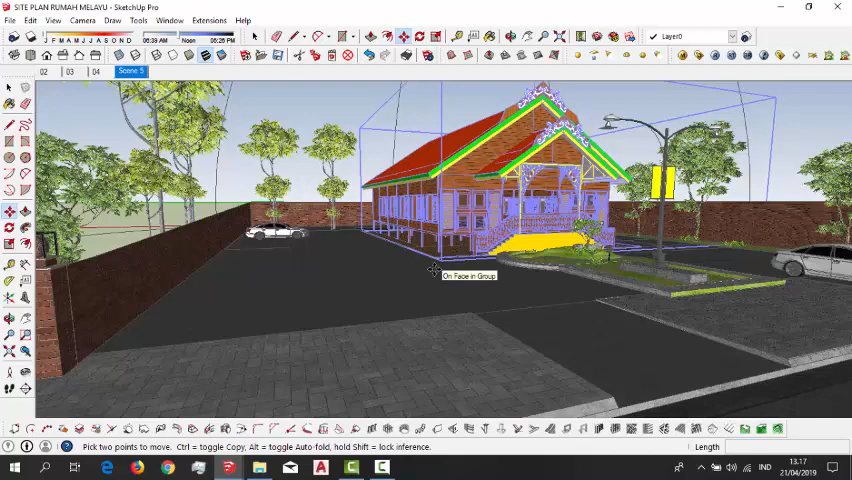 SITE PLAN RUMAH MELAYU - SketchUp Pro
File Edit View Camera Draw Tools Window Extensions Help
J F M A M J J A S O N D
06:39 AM Noon 06:26 PM
Layer0
02 03 04 Scene 5
On Face in Group
Pick two points to move. Ctrl = toggle Copy, Alt = toggle Auto-fold, hold Shift = lock inference.
Length
IND
13.17
21/04/2019